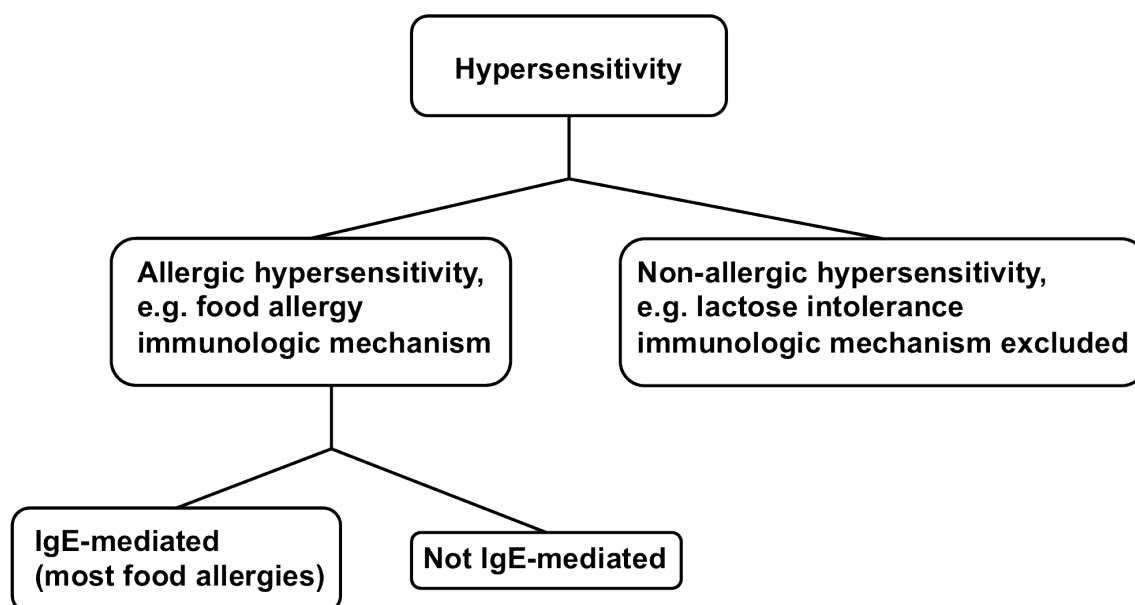 Hypersensitivity
Allergic hypersensitivity,
e.g. food allergy
immunologic mechanism
Non-allergic hypersensitivity,
e.g. lactose intolerance
immunologic mechanism excluded
IgE-mediated
(most food allergies)
Not IgE-mediated